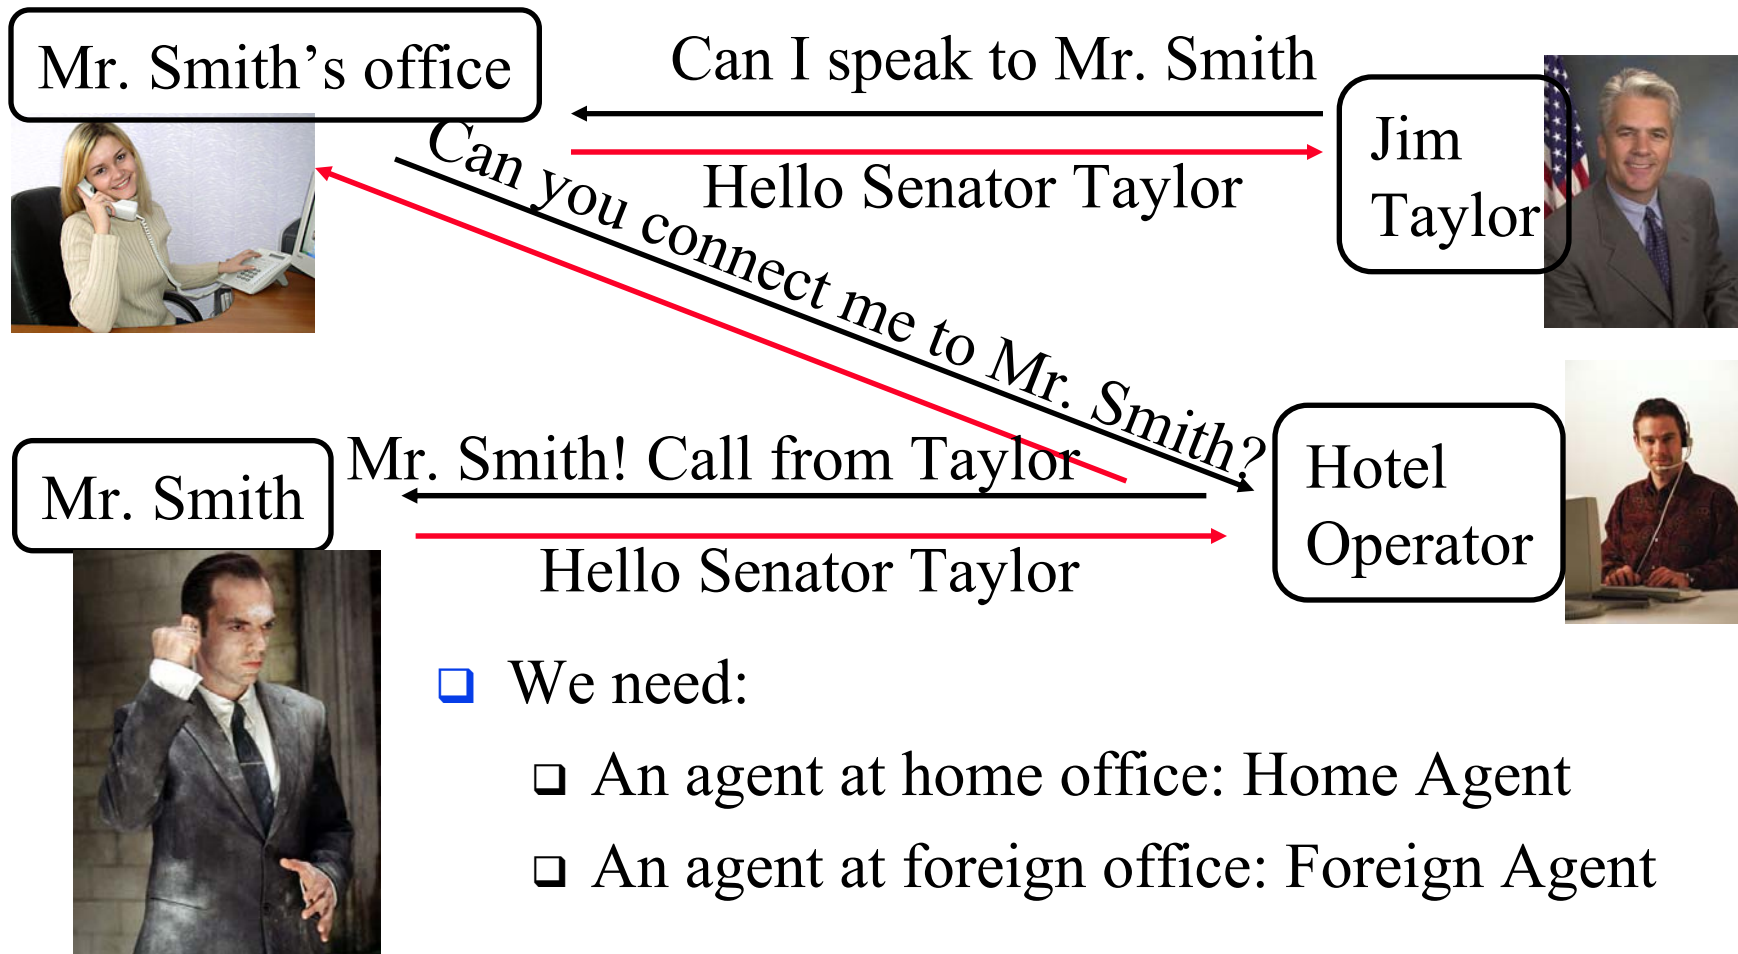 Mr. Smith’s office
Can I speak to Mr. Smith
Hello Senator Taylor
Jim
Taylor
Can you connect me to Mr. Smith?
Mr. Smith
Mr. Smith! Call from Taylor
Hello Senator Taylor
Hotel
Operator
We need:
An agent at home office: Home Agent
An agent at foreign office: Foreign Agent